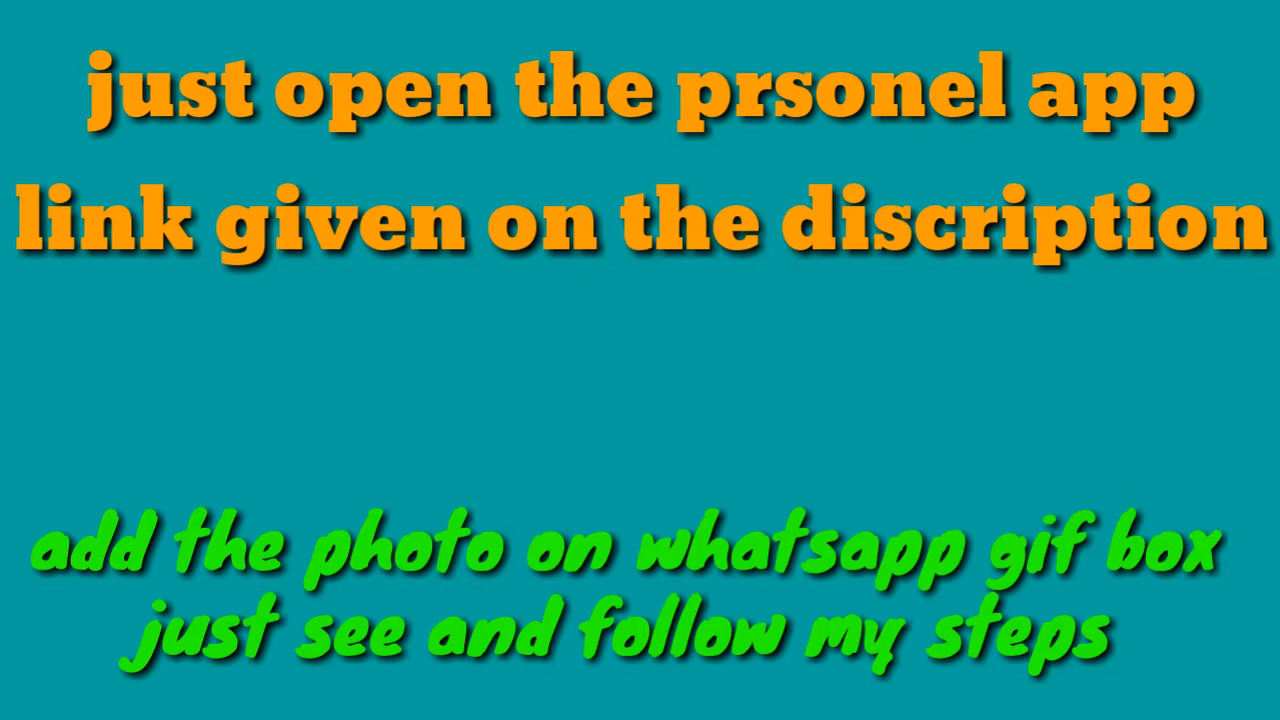 just open the prsonel app
link given on the discription
add the photo on whatsapp gif box
just see and follow my steps